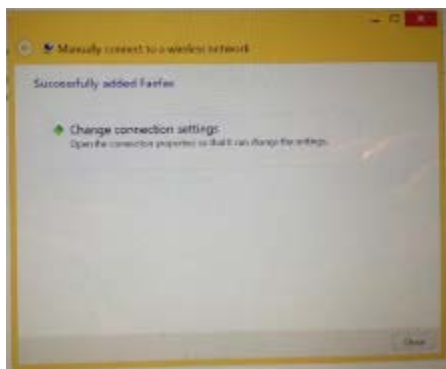 Manually connect to a wireless network
Successfully added Fairfax
Change connection settings
Open the connection properties so that I can change the settings.
Close